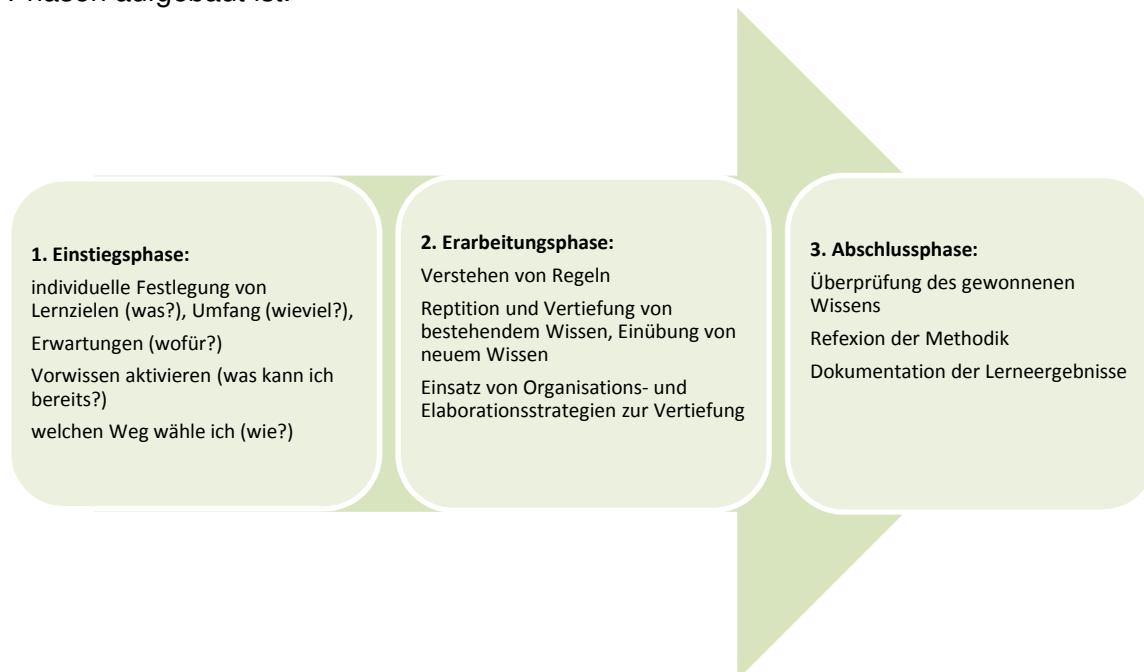 Phasen aufgebaut ist.
1. Einstiegsphase:
individuelle Festlegung von
Lernzielen (was?), Umfang (wieviel?),
Erwartungen (wofür?)
Vorwissen aktivieren (was kann ich
bereits?)
welchen Weg wähle ich (wie?)
2. Erarbeitungsphase:
Verstehen von Regeln
Reptition und Vertiefung von
bestehendem Wissen, Einübung von
neuem Wissen
Einsatz von Organisations- und
Elaborationsstrategien zur Vertiefung
3. Abschlussphase:
Überprüfung des gewonnenen
Wissens
Refexion der Methodik
Dokumentation der Lerneergebnisse